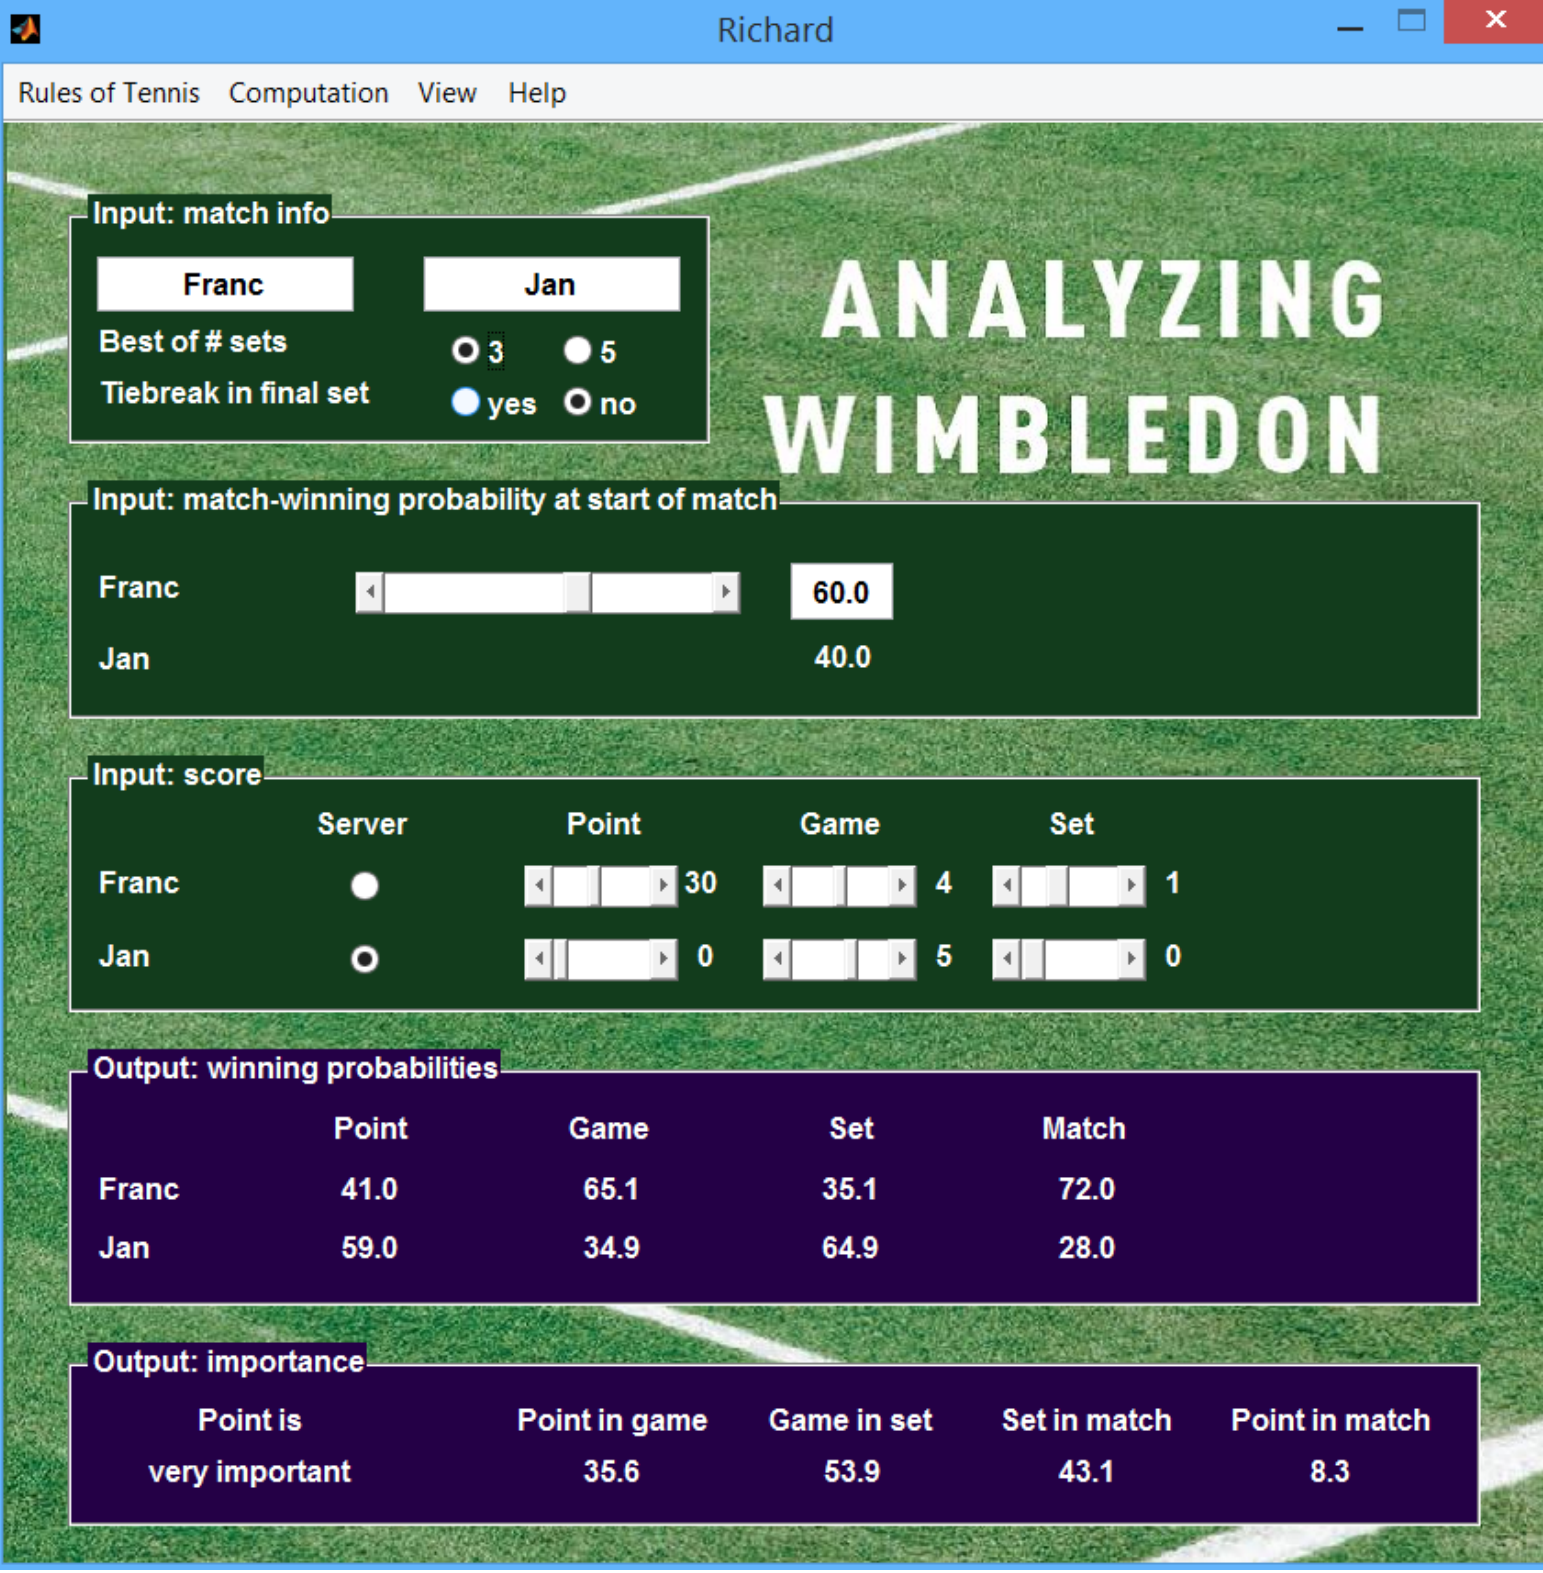 Richard
Rules of Tennis Computation View Help
Input: match info
Franc Jan
Best of # sets 3 5
Tiebreak in final set yes no
ANALYZING
WIMBLEDON
Input: match-winning probability at start of match
Franc 60.0
Jan 40.0
Input: score
Server Point Game Set
Franc 30 4 1
Jan 0 5 0
Output: winning probabilities
Point Game Set Match
Franc 41.0 65.1 35.1 72.0
Jan 59.0 34.9 64.9 28.0
Output: importance
Point is Point in game Game in set Set in match Point in match
very important 35.6 53.9 43.1 8.3